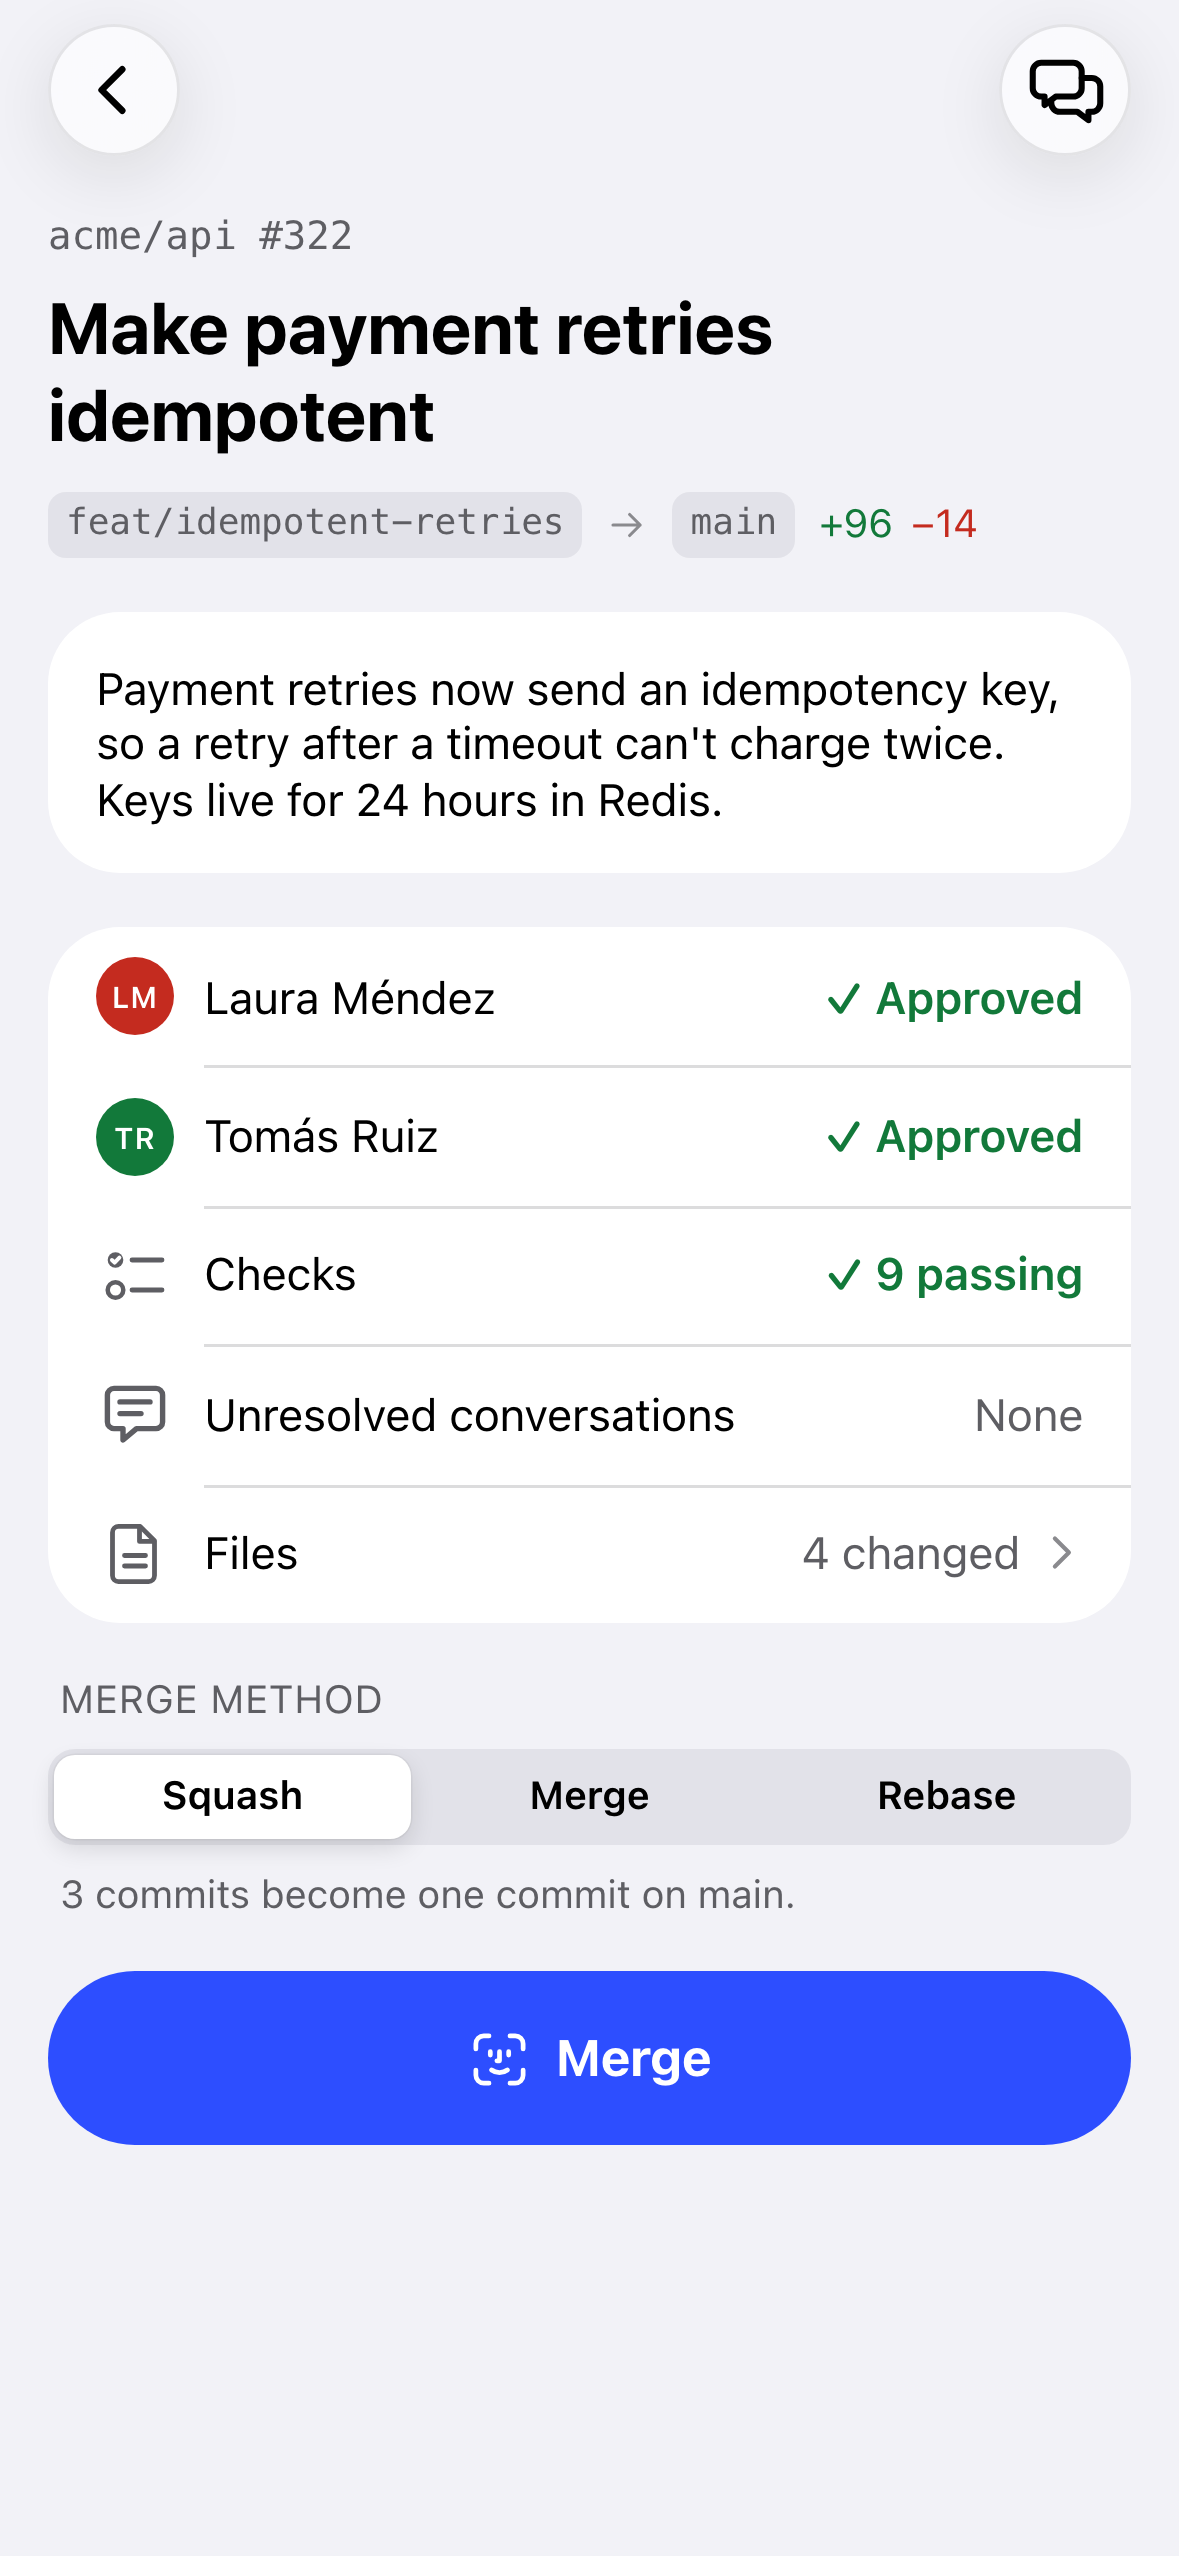 acme/api #322
Make payment retries
idempotent
feat/idempotent-retries → main +96 −14
Payment retries now send an idempotency key,
so a retry after a timeout can't charge twice.
Keys live for 24 hours in Redis.
LM Laura Méndez ✓ Approved
TR Tomás Ruiz ✓ Approved
Checks ✓ 9 passing
Unresolved conversations None
Files 4 changed
MERGE METHOD
Squash Merge Rebase
3 commits become one commit on main.
Merge